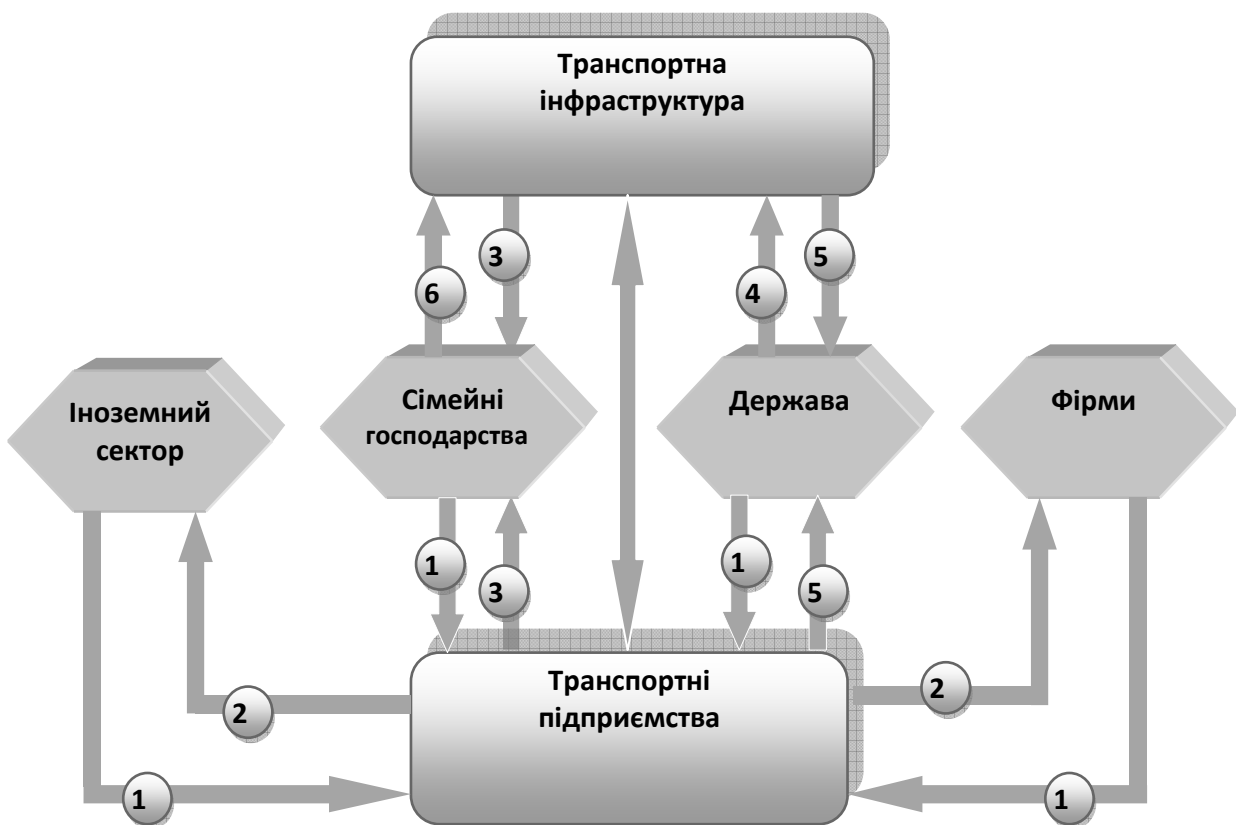 Транспортна
інфраструктура
3
5
6
4
Іноземний
сектор
Сімейні
господарства
Держава
Фірми
1
3
1
5
2
2
Транспортні
підприємства
1
1